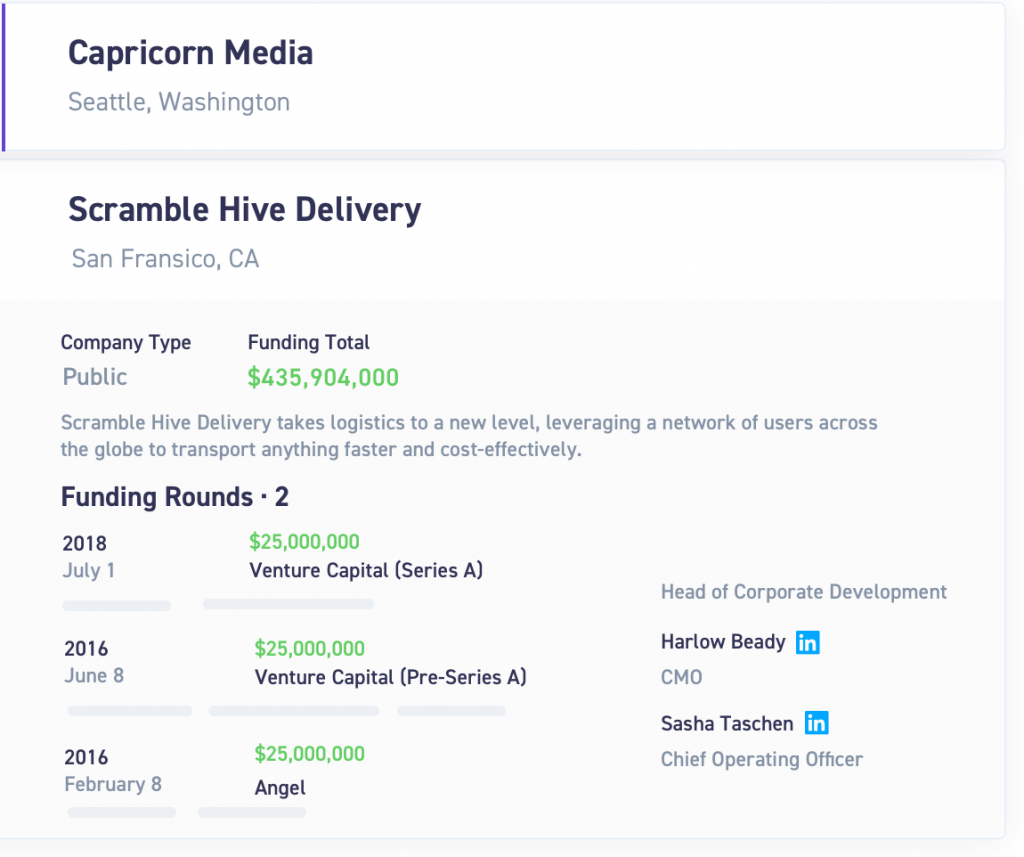 Capricorn Media
Seattle, Washington
Scramble Hive Delivery
San Fransico, CA
Company Type
Funding Total
Public
$435,904,000
Scramble Hive Delivery takes logistics to a new level, leveraging a network of users across
the globe to transport anything faster and cost-effectively.
Funding Rounds · 2
2018
$25,000,000
July 1
Venture Capital (Series A)
2016
$25,000,000
June 8
Venture Capital (Pre-Series A)
2016
$25,000,000
February 8
Angel
Head of Corporate Development
Harlow Beady in
CMO
Sasha Taschen in
Chief Operating Officer